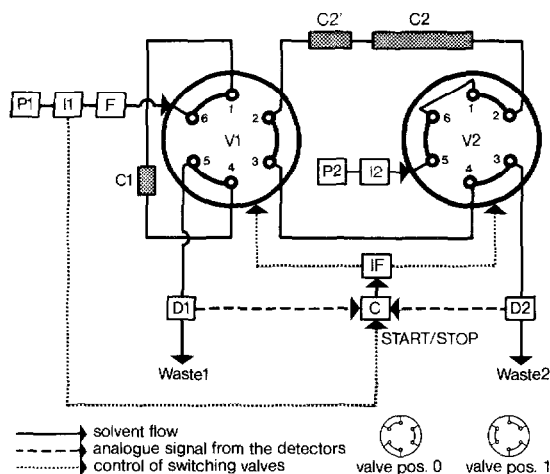 C2' C2
P1 I1 F
1 2 3 4 5 6
V1
1 2 3 4 5 6
V2
C1
P2 I2
IF
D1 C D2
START/STOP
Waste1 Waste2
solvent flow
analogue signal from the detectors
control of switching valves
valve pos. 0 valve pos. 1